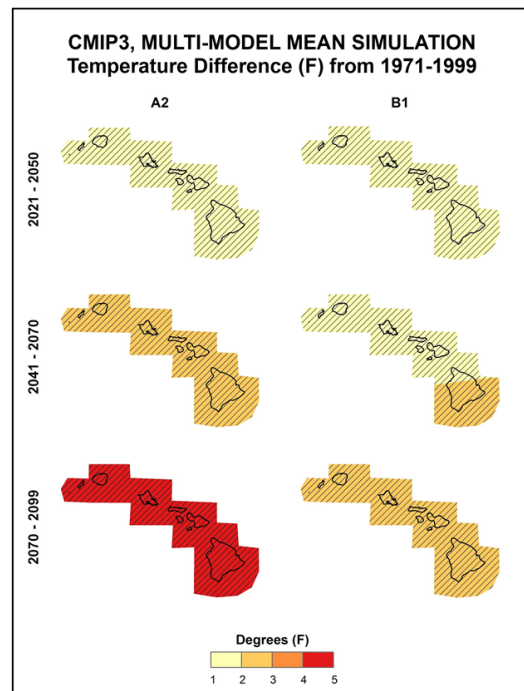 CMIP3, MULTI-MODEL MEAN SIMULATION
Temperature Difference (F) from 1971-1999
A2 B1
2021 - 2050
2041 - 2070
2070 - 2099
Degrees (F)
1 2 3 4 5